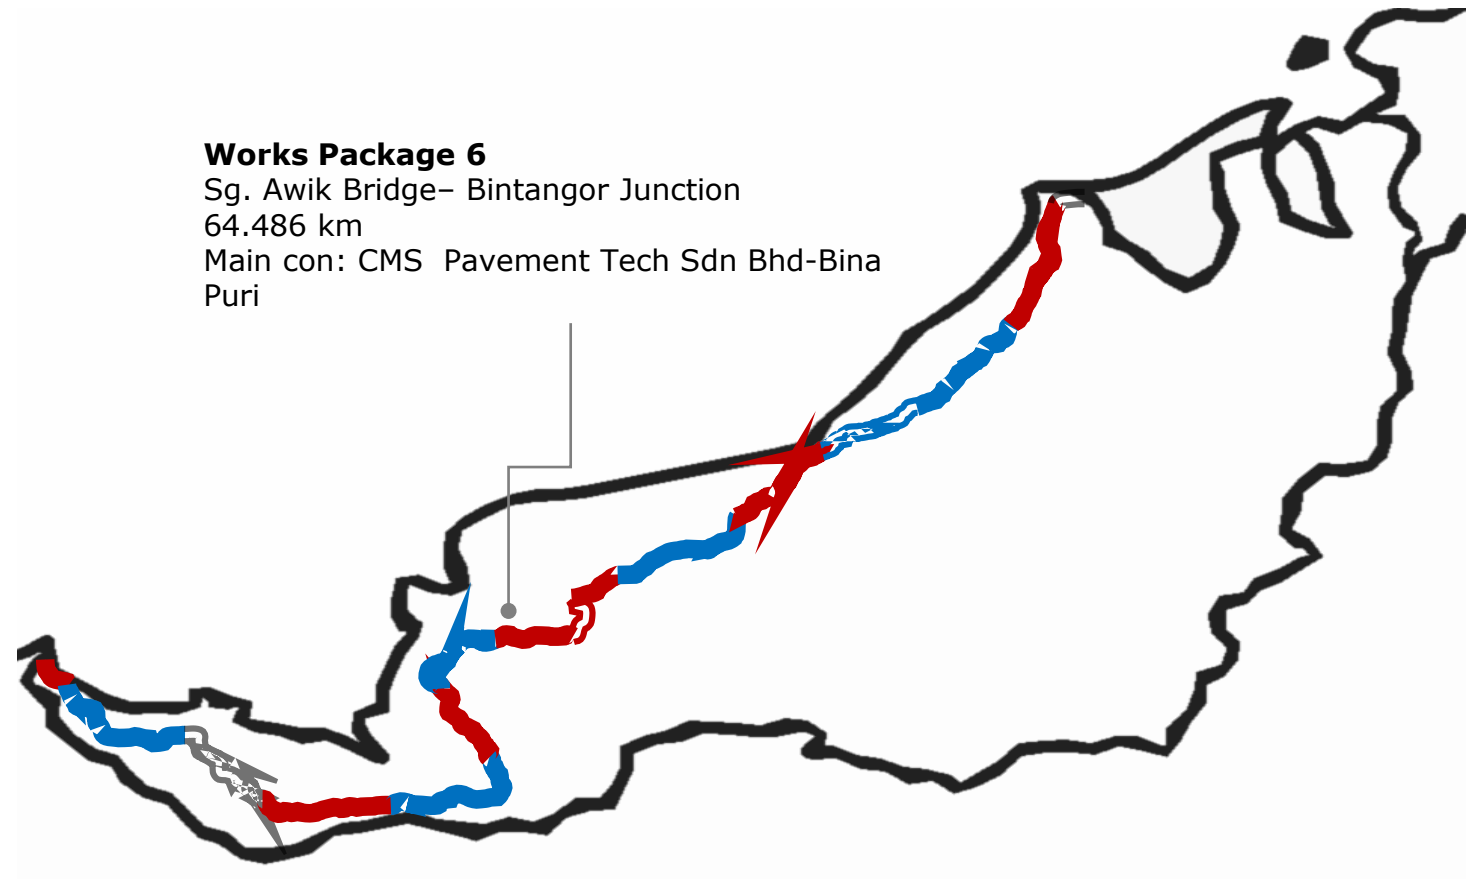 Works Package 6
Sg. Awik Bridge– Bintangor Junction
64.486 km
Main con: CMS  Pavement Tech Sdn Bhd-Bina
Puri